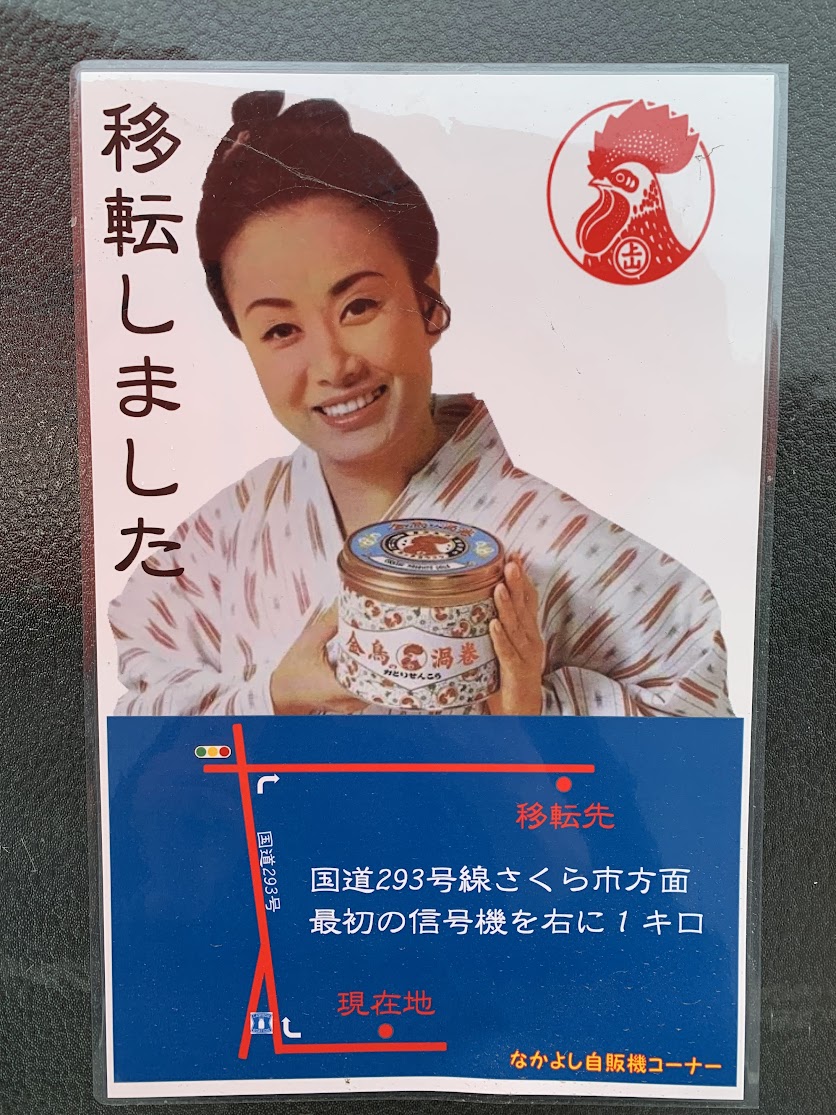 移転しました
上山
金鳥の渦巻
かとりせんこう
移転先
国道293号
国道293号線さくら市方面
最初の信号機を右に1キロ
現在地
なかよし自販機コーナー